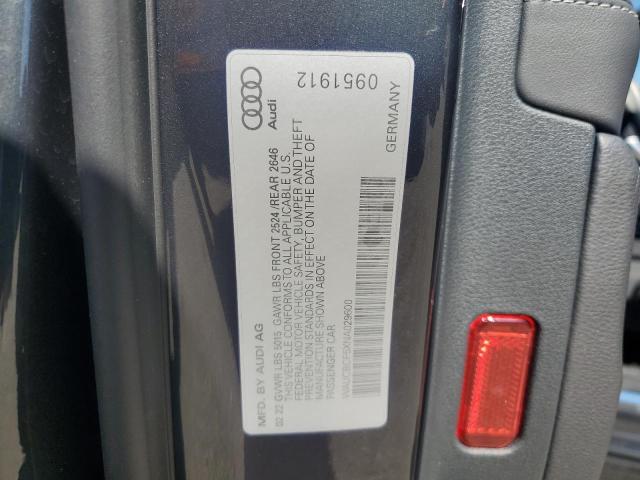 Audi
0951912
GERMANY
MFD. BY AUDI AG
02.22 GVWR LBS 5015 GAWR LBS FRONT 2524 /REAR 2646
THIS VEHICLE CONFORMS TO ALL APPLICABLE U.S.
FEDERAL MOTOR VEHICLE SAFETY, BUMPER AND THEFT
PREVENTION STANDARDS IN EFFECT ON THE DATE OF
MANUFACTURE SHOWN ABOVE
PASSENGER CAR